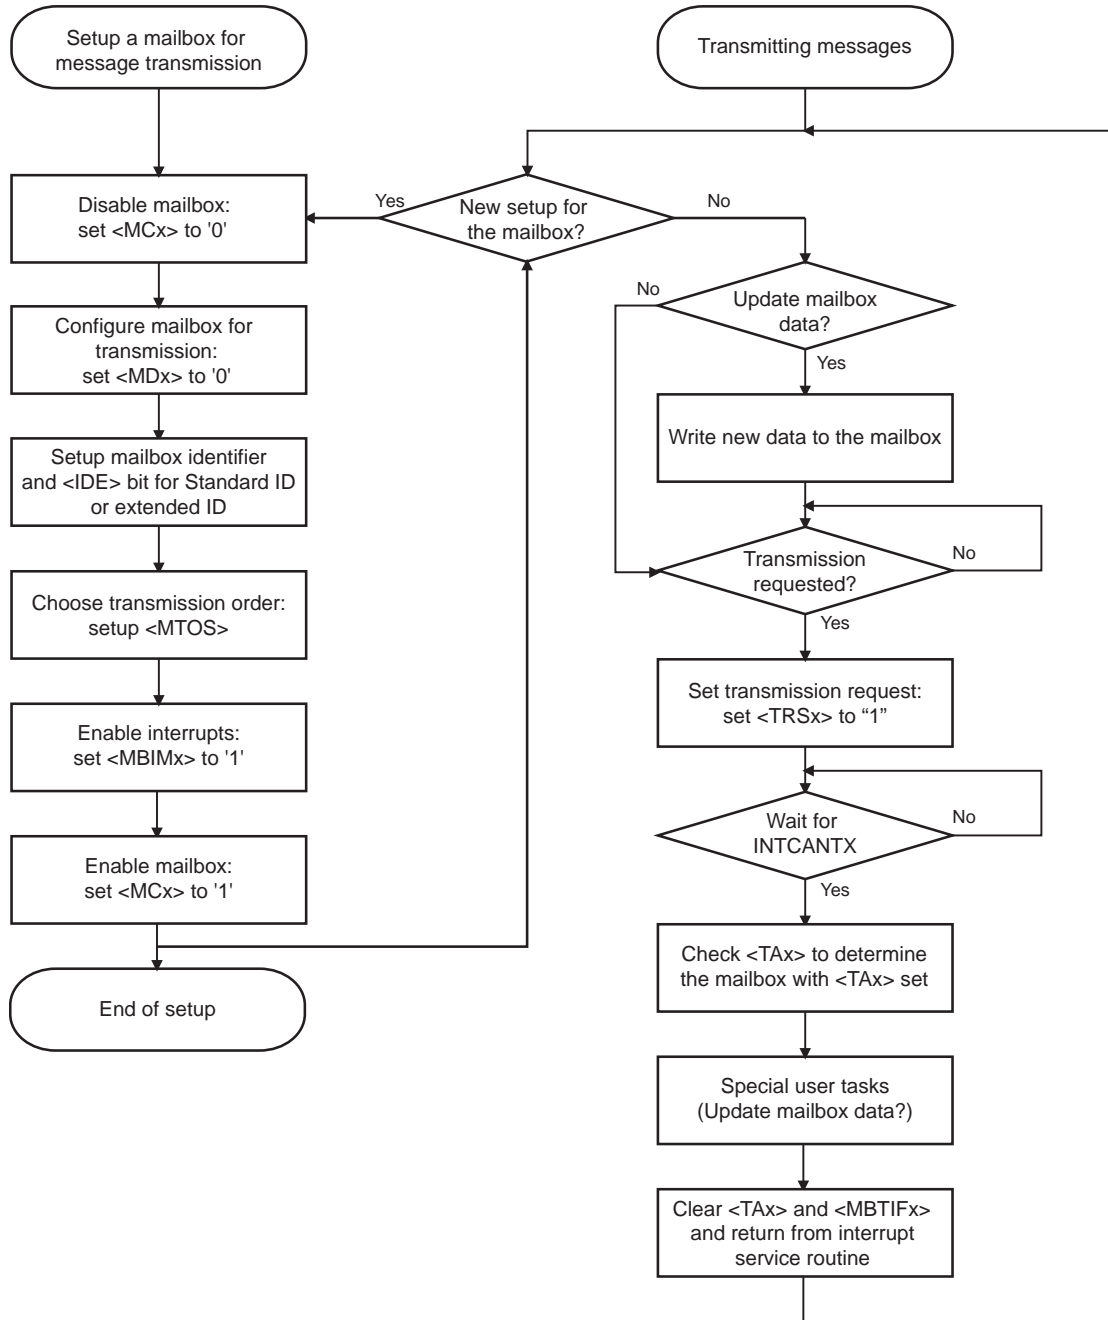 Setup a mailbox for
message transmission
Disable mailbox:
set <MCx> to '0'
Configure mailbox for
transmission:
set <MDx> to '0'
Setup mailbox identifier
and <IDE> bit for Standard ID
or extended ID
Choose transmission order:
setup <MTOS>
Enable interrupts:
set <MBIMx> to '1'
Enable mailbox:
set <MCx> to '1'
End of setup
Transmitting messages
Yes
New setup for
the mailbox?
No
No
Update mailbox
data?
Yes
Write new data to the mailbox
Transmission
requested?
No
Yes
Set transmission request:
set <TRSx> to “1”
Wait for
INTCANTX
No
Yes
Check <TAx> to determine
the mailbox with <TAx> set
Special user tasks
(Update mailbox data?)
Clear <TAx> and <MBTIFx>
and return from interrupt
service routine